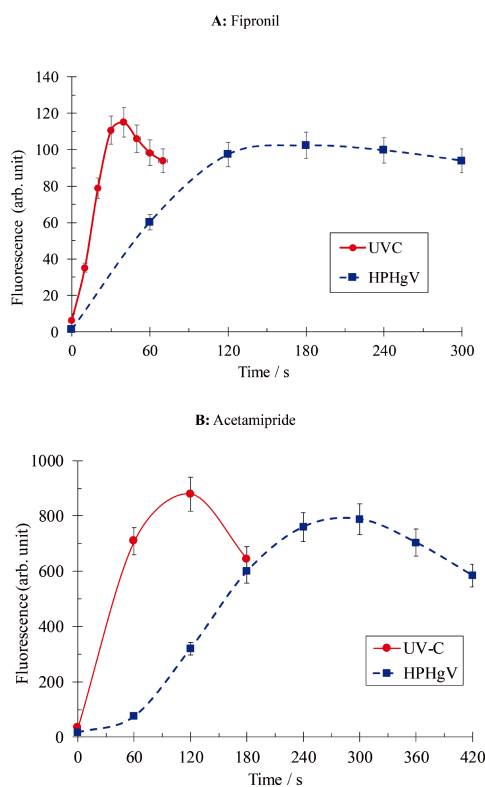 A: Fipronil
140
120
100
80
60
40
20
0
Fluorescence (arb. unit)
UVC
HPHgV
0 60 120 180 240 300
Time / s
B: Acetamipride
1000
800
600
400
200
0
Fluorescence (arb. unit)
UV-C
HPHgV
0 60 120 180 240 300 360 420
Time / s